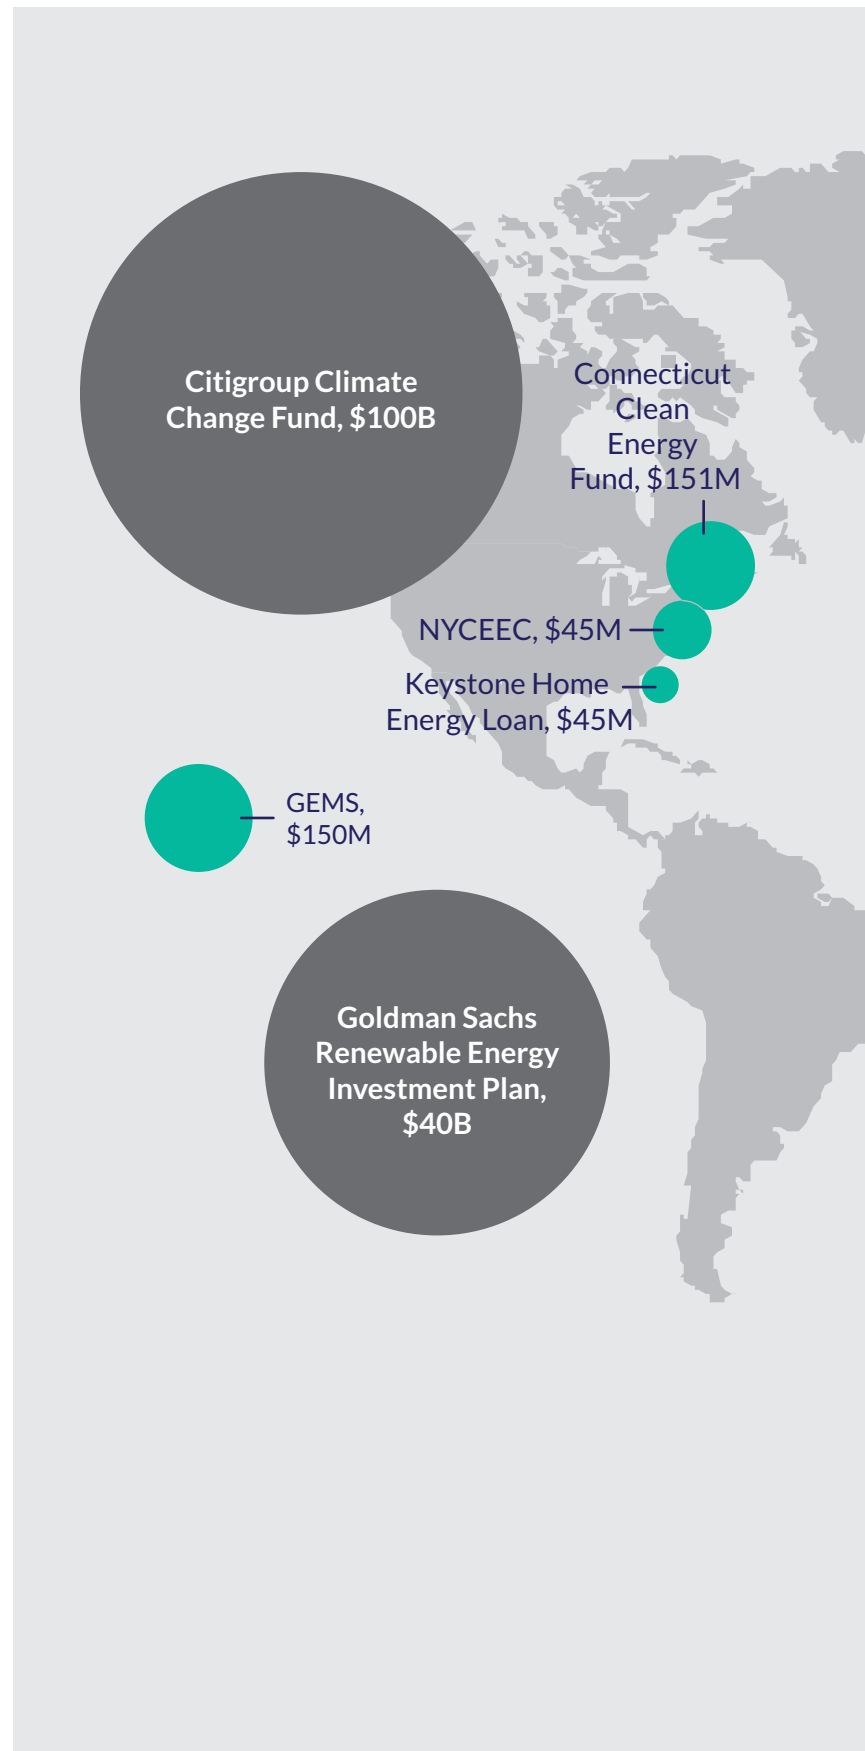 Citigroup Climate
Change Fund, $100B
Connecticut
Clean
Energy
Fund, $151M
NYCEEC, $45M
Keystone Home
Energy Loan, $45M
GEMS,
$150M
Goldman Sachs
Renewable Energy
Investment Plan,
$40B